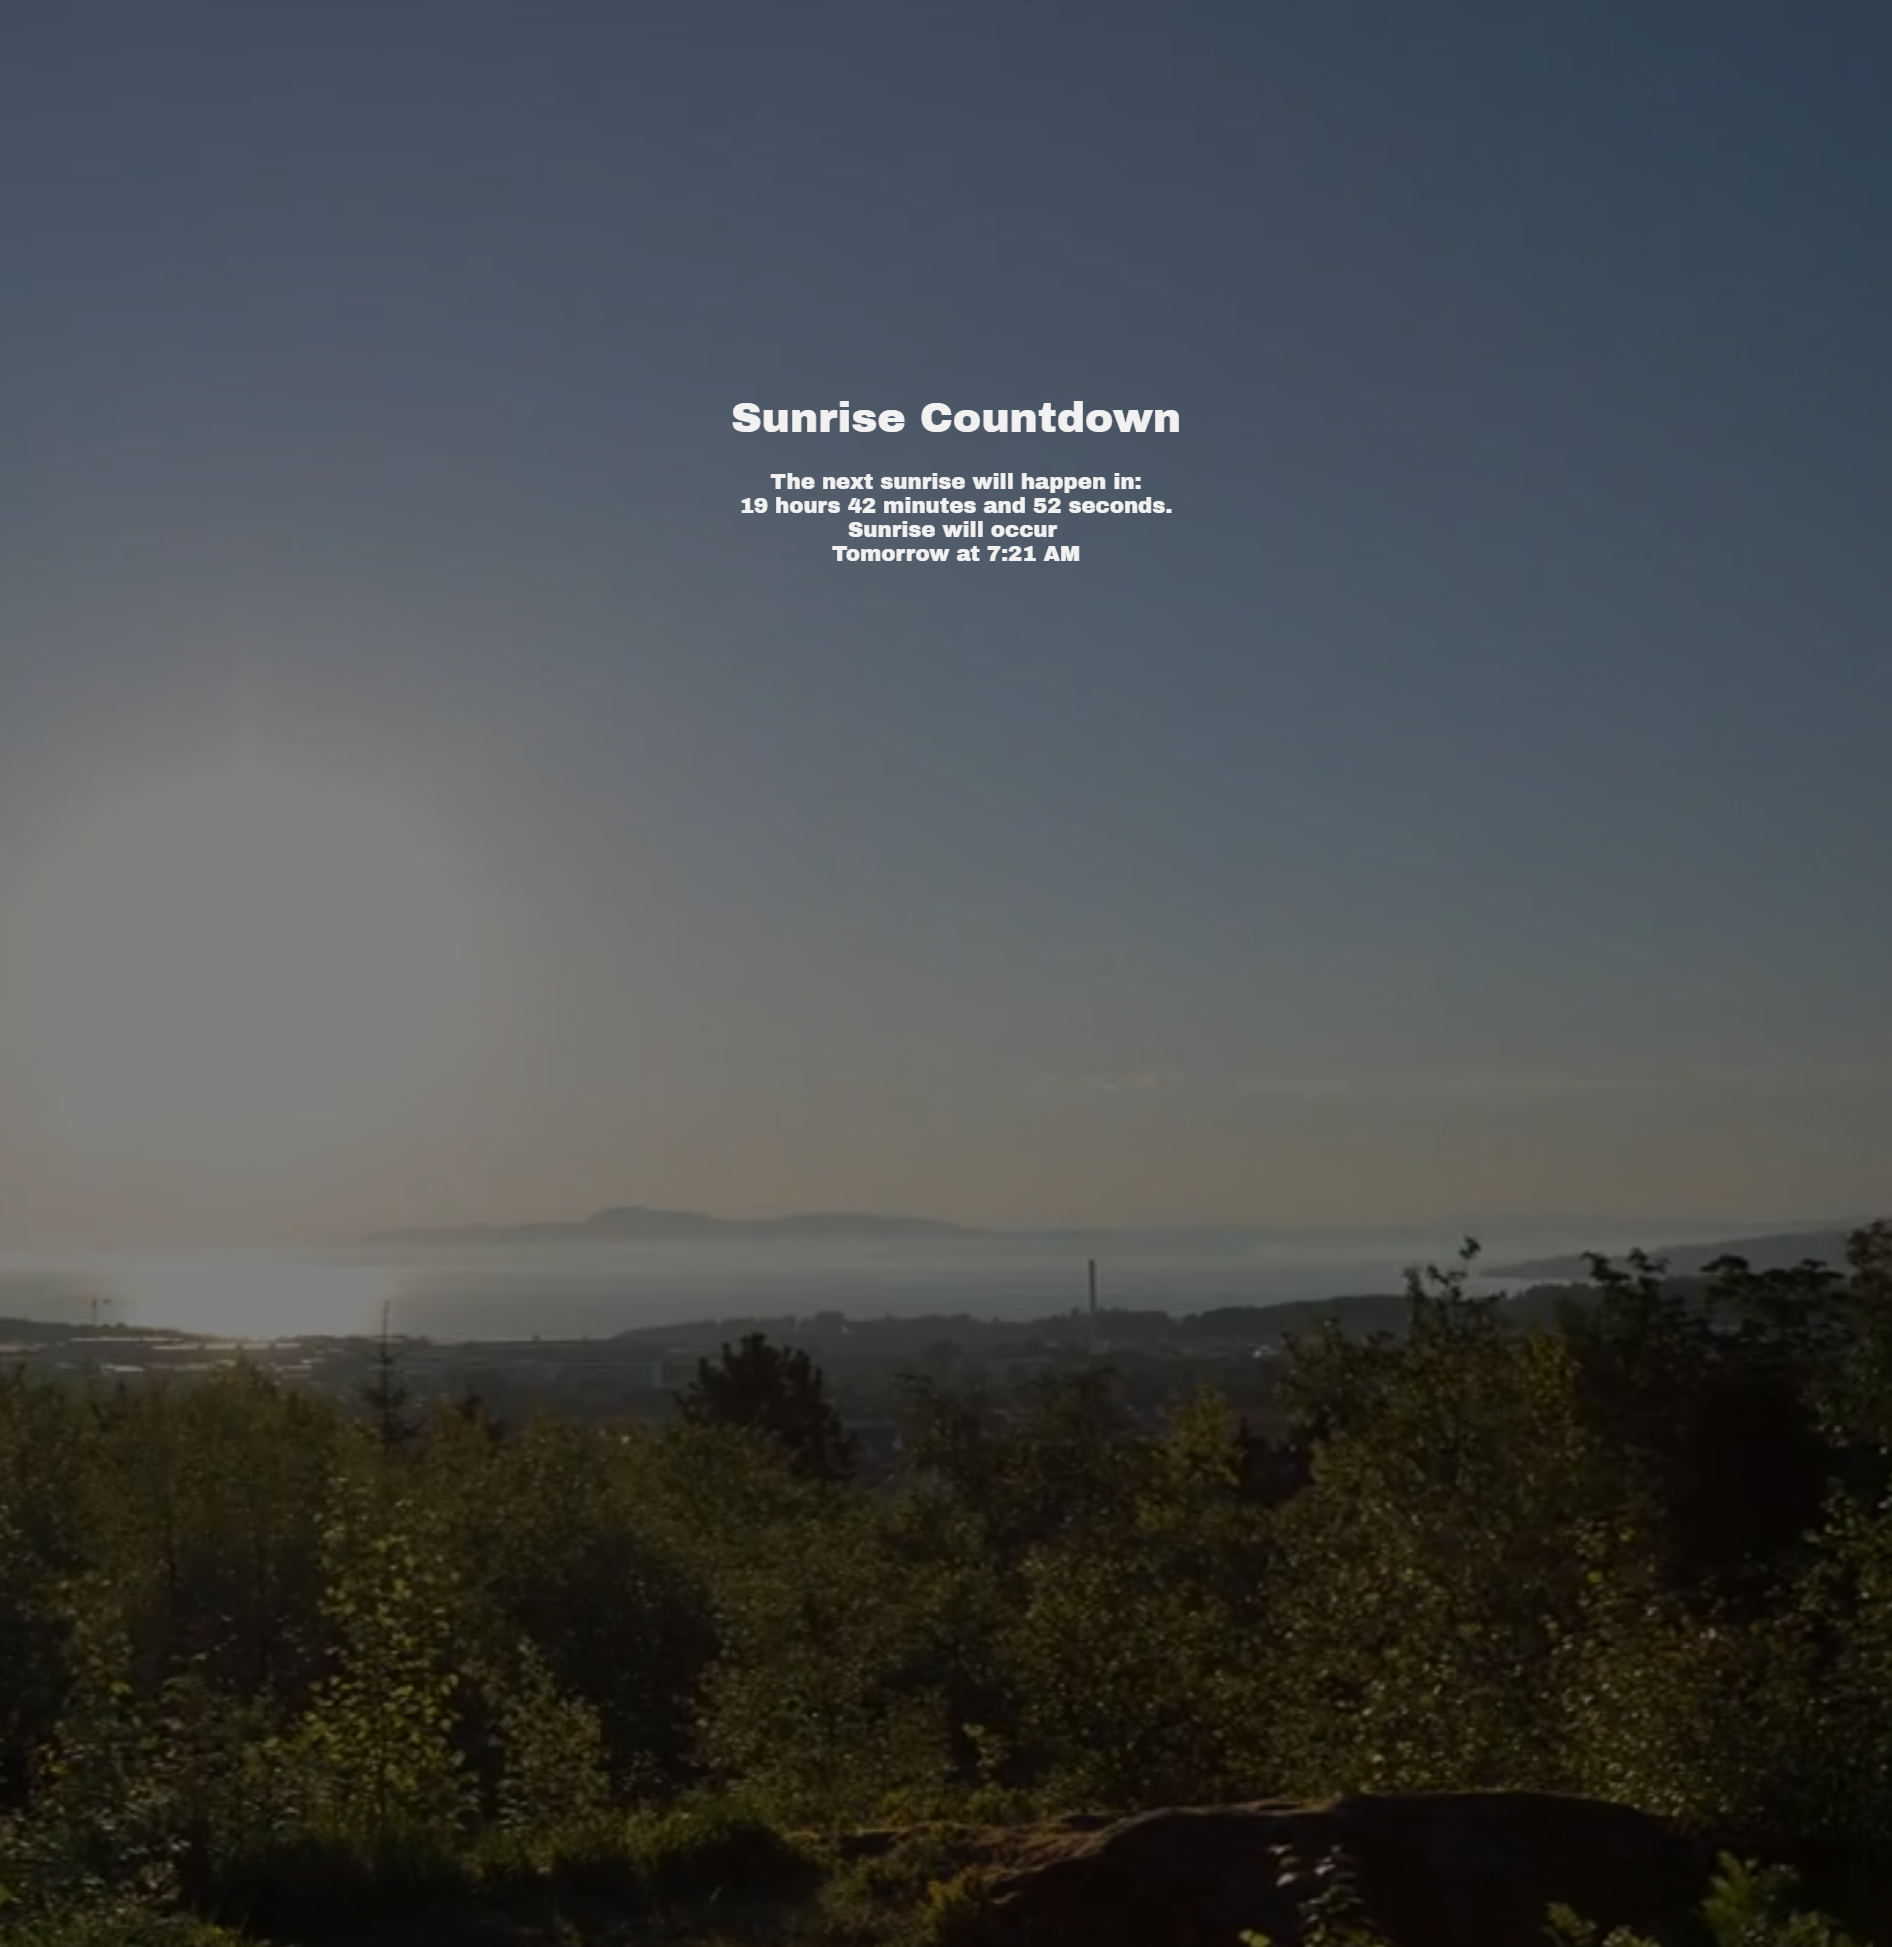 Sunrise Countdown
The next sunrise will happen in:
19 hours 42 minutes and 52 seconds.
Sunrise will occur
Tomorrow at 7:21 AM